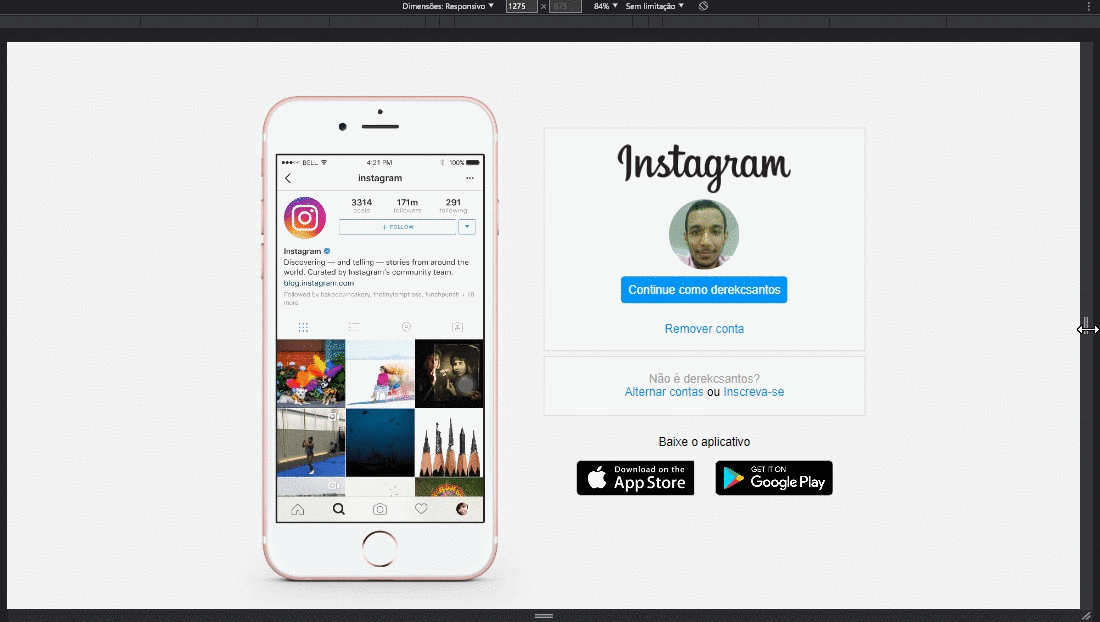 Dimensões: Responsivo ▼ 1275 × 675 84% ▼ Sem limitação ▼
BELL 4:21 PM 100%
instagram
3314 171m 291
posts followers following
+ FOLLOW
Instagram
Discovering — and telling — stories from around the
world. Curated by Instagram's community team.
blog.instagram.com
Followed by bakedowncakery, thetinylemptress, funchpunch + 18
more
Instagram
Continue como derekcsantos
Remover conta
Não é derekcsantos?
Alternar contas ou Inscreva-se
Baixe o aplicativo
Download on the
App Store
GET IT ON
Google Play